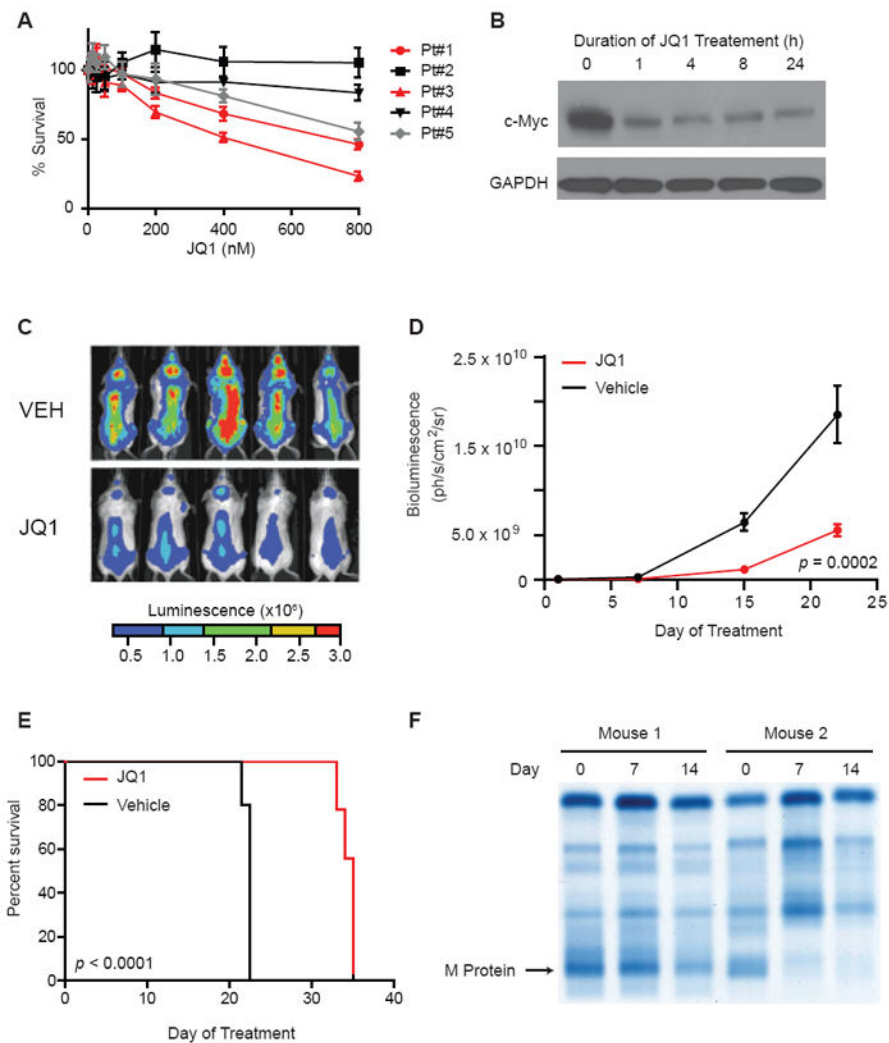 A
100
50
0
% Survival
0 200 400 600 800
JQ1 (nM)
Pt#1
Pt#2
Pt#3
Pt#4
Pt#5
B
Duration of JQ1 Treatement (h)
0 1 4 8 24
c-Myc
GAPDH
C
VEH
JQ1
Luminescence (x10⁶)
0.5 1.0 1.5 2.0 2.5 3.0
D
JQ1
Vehicle
2.5 x 10¹⁰
1.5 x 10¹⁰
5.0 x 10⁹
Bioluminescence
(ph/s/cm²/sr)
p = 0.0002
0 5 10 15 20 25
Day of Treatment
E
JQ1
Vehicle
100
80
60
40
20
0
Percent survival
p < 0.0001
0 10 20 30 40
Day of Treatment
F
Mouse 1 Mouse 2
Day 0 7 14 0 7 14
M Protein